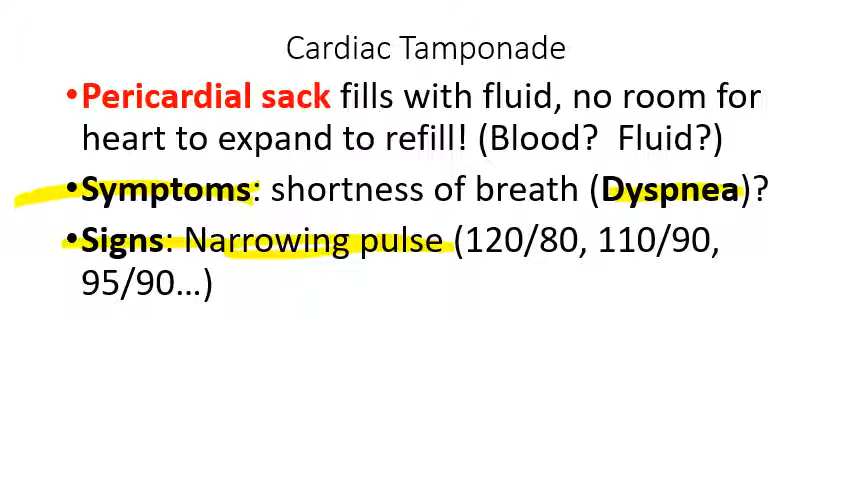 Cardiac Tamponade
•Pericardial sack fills with fluid, no room for
heart to expand to refill! (Blood?  Fluid?)
•Symptoms: shortness of breath (Dyspnea)?
•Signs: Narrowing pulse (120/80, 110/90,
95/90…)